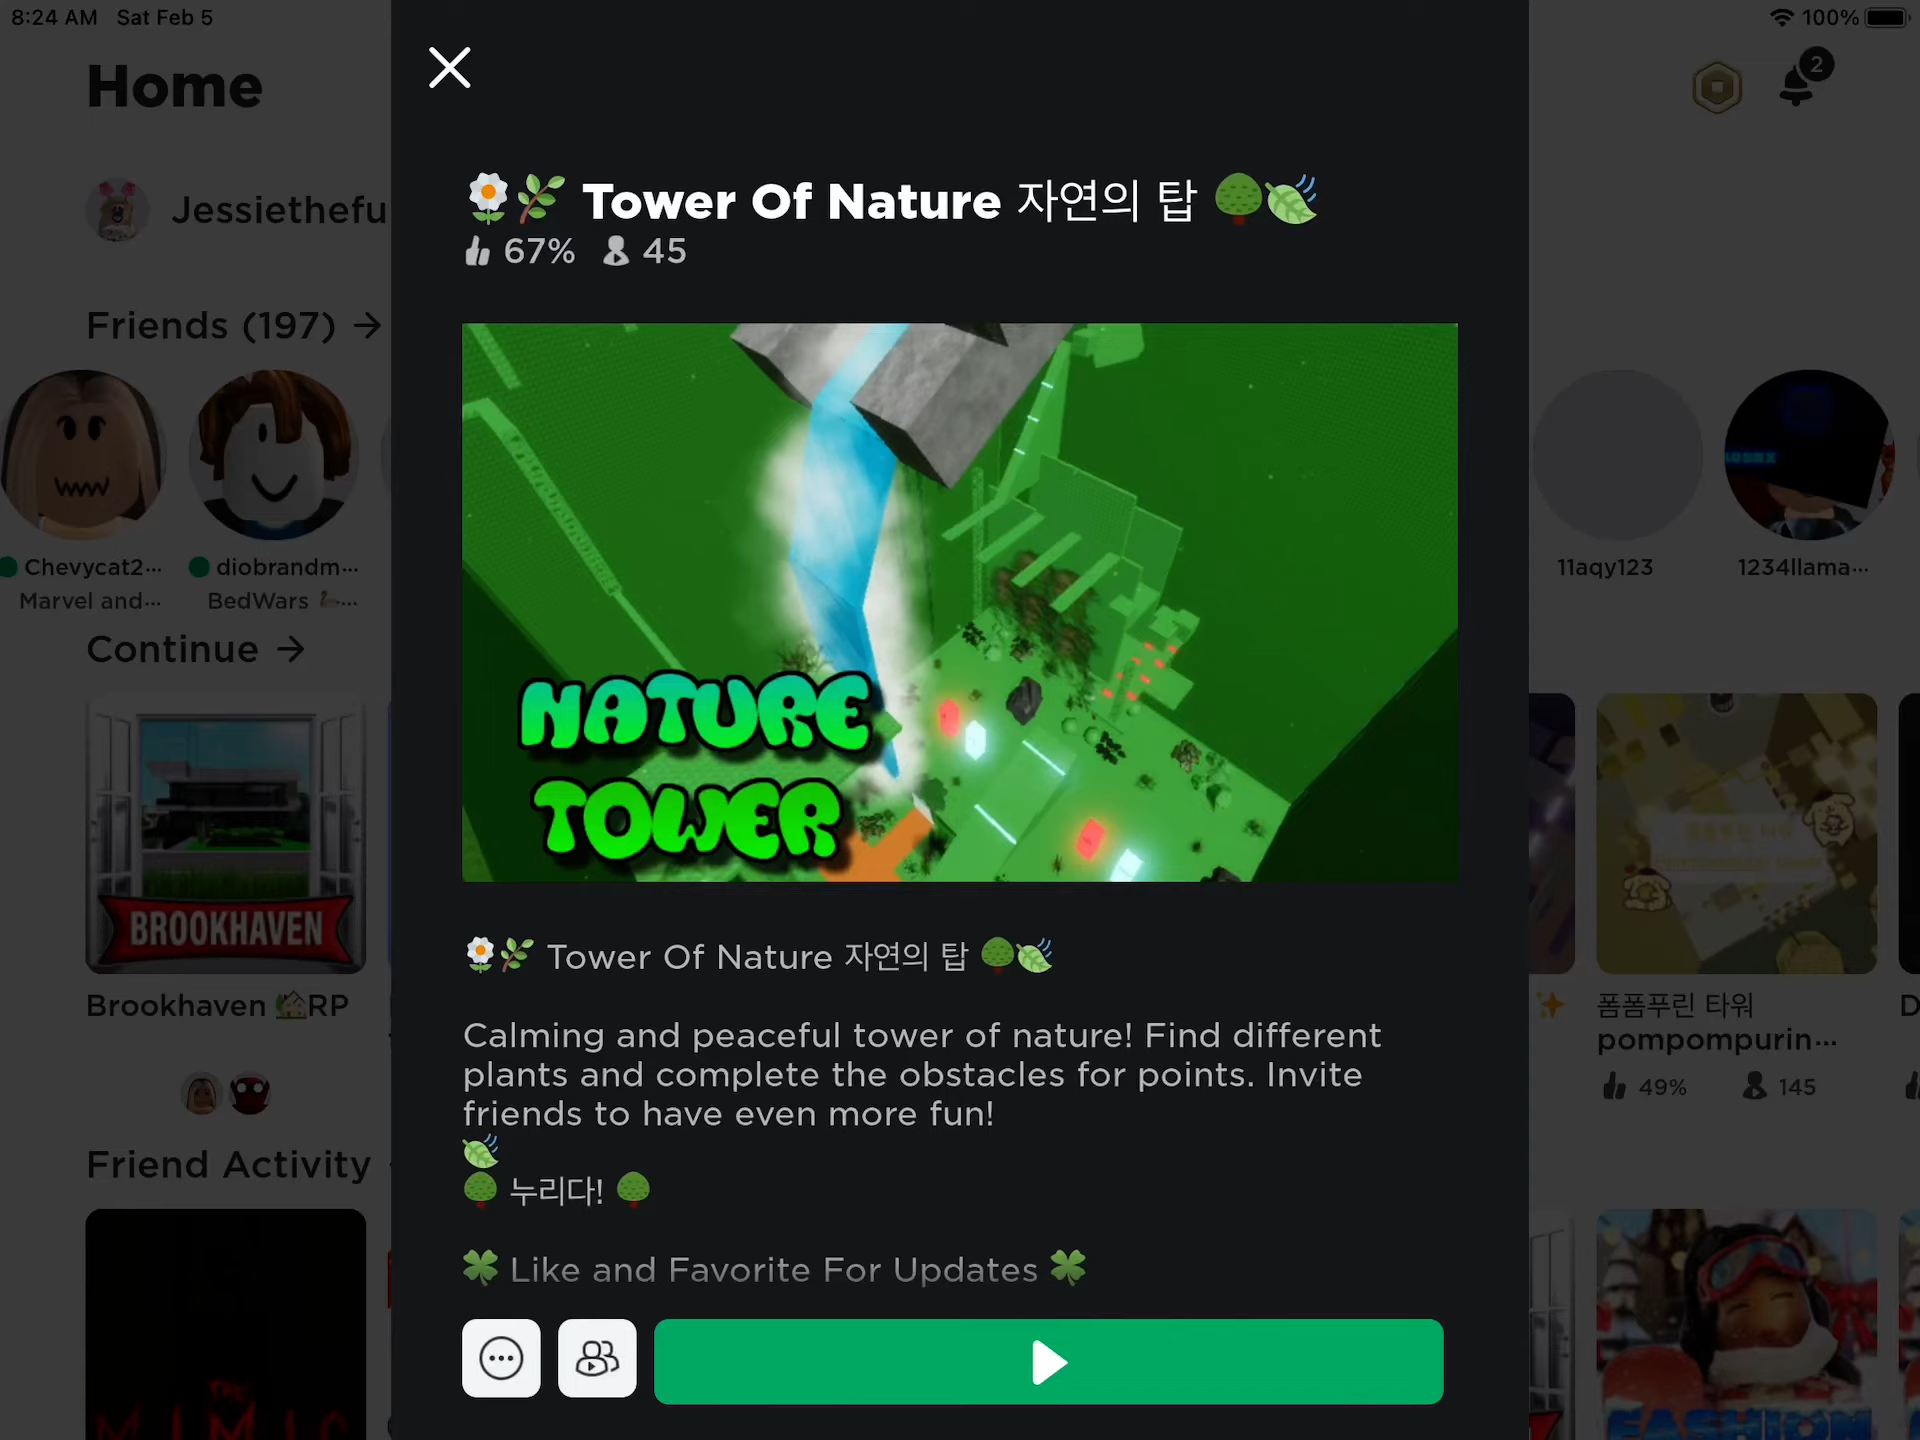 8:24 AM Sat Feb 5
100%
Home
2
Jessiethefu
Friends (197) →
Chevycat2...
Marvel and...
diobrandm...
BedWars 🦢...
11aqy123
1234llama...
Continue →
BROOKHAVEN
Brookhaven 🏡RP
Friend Activity
THE
MIMIC
🌼🌿 Tower Of Nature 자연의 탑 🌳🍃
67% 45
NATURE
TOWER
🌼🌿 Tower Of Nature 자연의 탑 🌳🍃
Calming and peaceful tower of nature! Find different
plants and complete the obstacles for points. Invite
friends to have even more fun!
🍃
🌳 누리다! 🌳
🍀 Like and Favorite For Updates 🍀
✨
폼폼푸린 타워
pompompurin...
49% 145
D
FASHION